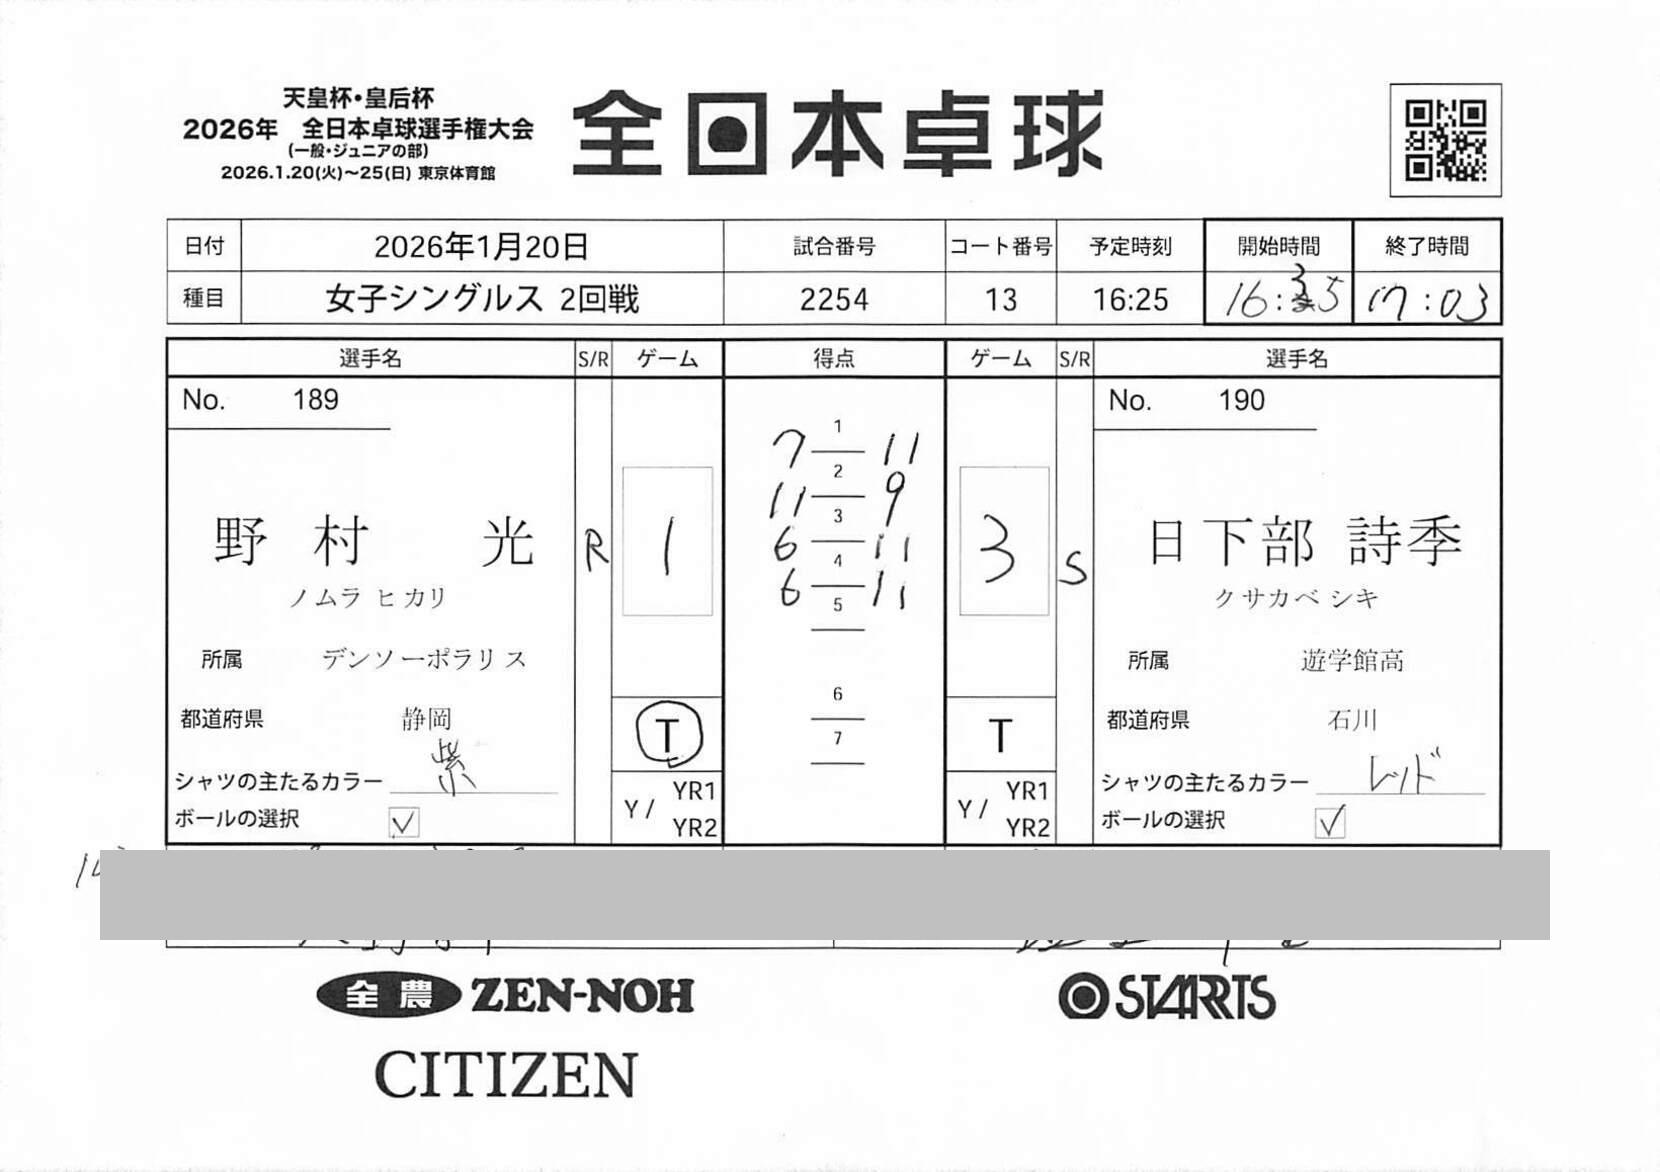 天皇杯・皇后杯
2026年 全日本卓球選手権大会
(一般・ジュニアの部)
2026.1.20(火)〜25(日) 東京体育館
全日本卓球
日付 2026年1月20日 試合番号 コート番号 予定時刻 開始時間 終了時間
種目 女子シングルス 2回戦 2254 13 16:25 16:35 17:03
選手名 S/R ゲーム 得点 ゲーム S/R 選手名
No. 189
No. 190
1
7 11
2
11 9
3
6 11
4
6 11
5
6
7
野村 光 R 1
3 S 日下部 詩季
ノムラ ヒカリ
クサカベ シキ
所属 デンソーポラリス
所属 遊学館高
都道府県 静岡
都道府県 石川
T
T
シャツの主たるカラー 紫
シャツの主たるカラー レッド
ボールの選択 ✓
ボールの選択 ✓
Y / YR1
YR2
Y / YR1
YR2
全農 ZEN-NOH
STARTS
CITIZEN